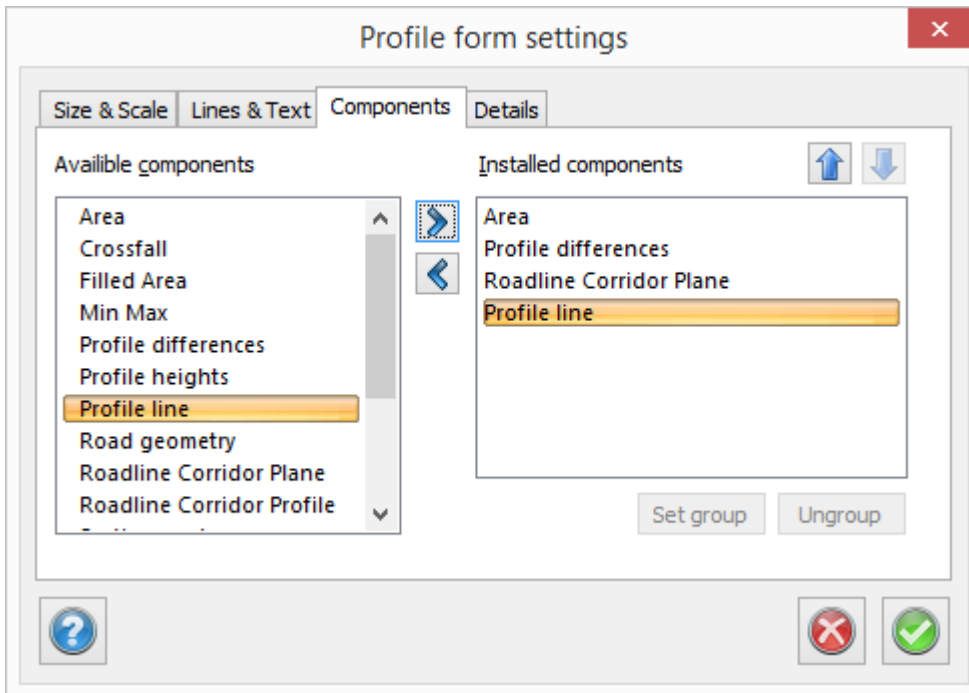 Profile form settings
Size & Scale
Lines & Text
Components
Details
Availible components
Area
Crossfall
Filled Area
Min Max
Profile differences
Profile heights
Profile line
Road geometry
Roadline Corridor Plane
Roadline Corridor Profile
Installed components
Area
Profile differences
Roadline Corridor Plane
Profile line
Set group
Ungroup